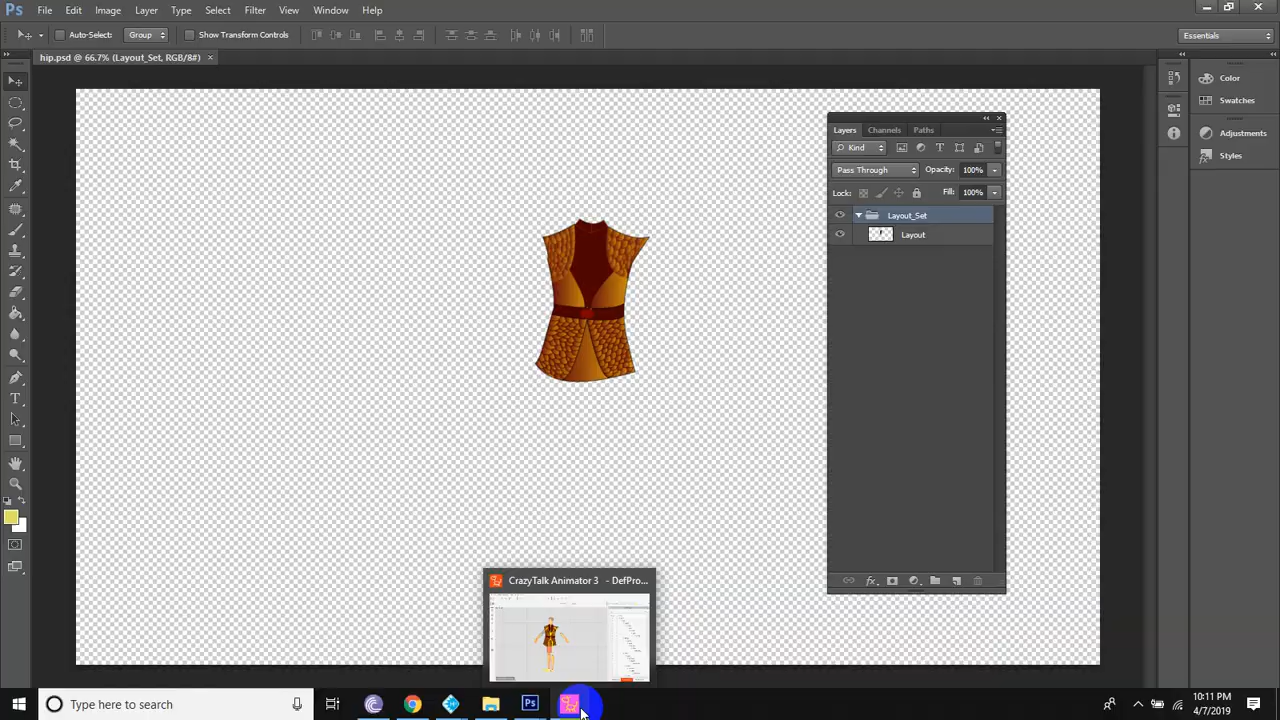 Ps File Edit Image Layer Type Select Filter View Window Help
Auto-Select: Group Show Transform Controls Essentials
hip.psd @ 66.7% (Layout_Set, RGB/8#) ×
Color
Swatches
Adjustments
Styles
Layers Channels Paths
Kind
Pass Through Opacity: 100%
Lock: Fill: 100%
Layout_Set
Layout
fx
CrazyTalk Animator 3 - DefPro...
Type here to search
Ps
10:11 PM
4/7/2019